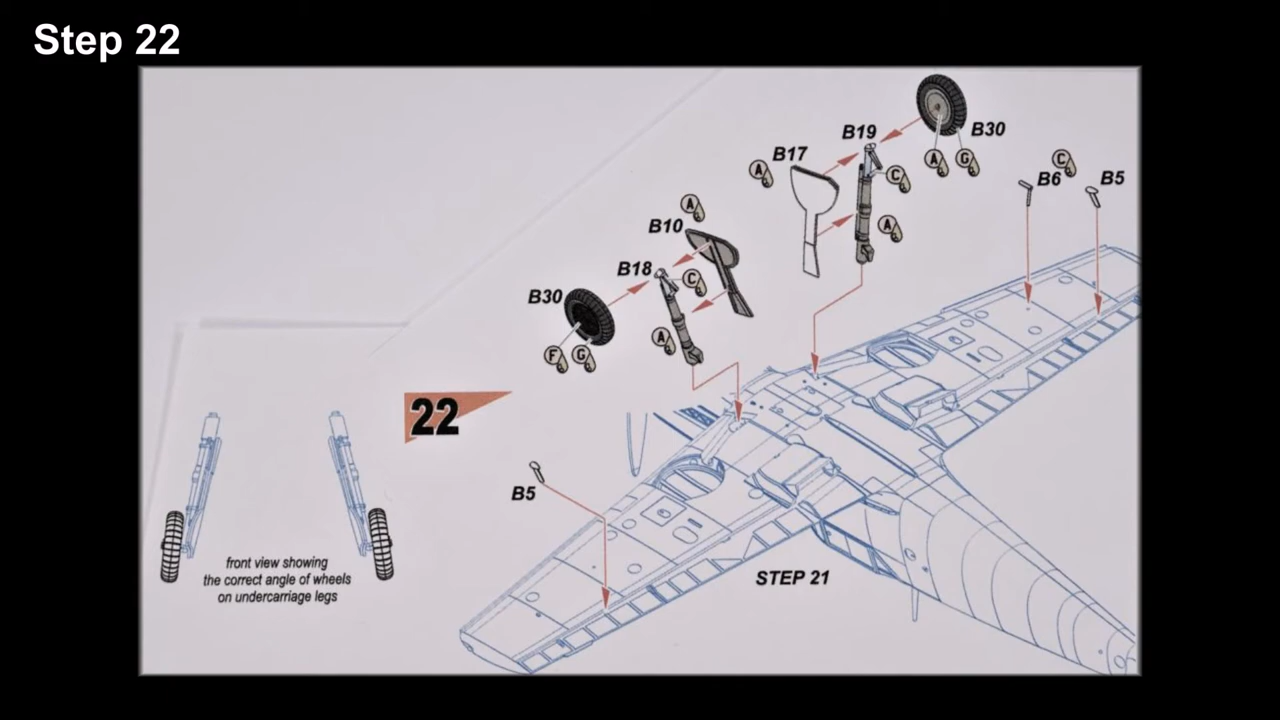 Step 22
B30
B19
A
G
B17
A
C
C
B6
B5
A
A
B10
B18
C
B30
A
F
G
22
B5
STEP 21
front view showing
the correct angle of wheels
on undercarriage legs